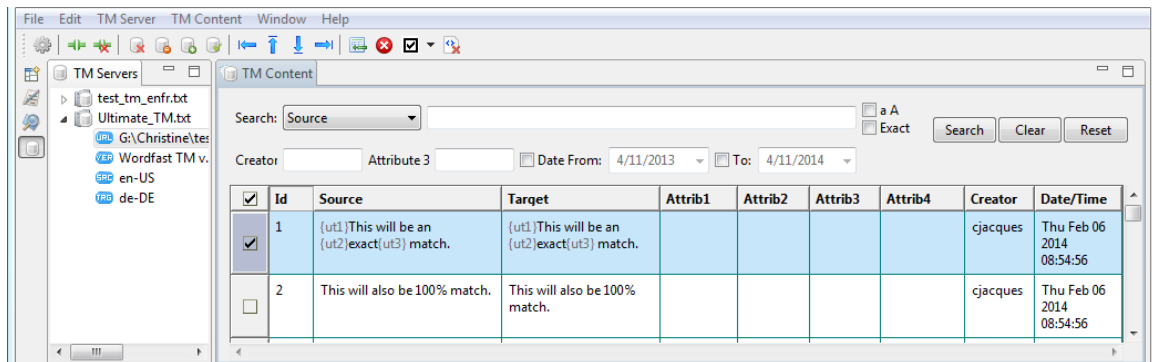 File Edit TM Server TM Content Window Help
TM Servers
test_tm_enfr.txt
Ultimate_TM.txt
URL G:\Christine\tes
VER Wordfast TM v.
SRC en-US
TRG de-DE
TM Content
Search: Source
a A
Exact
Search Clear Reset
Creator Attribute 3 Date From: 4/11/2013 To: 4/11/2014
Id Source Target Attrib1 Attrib2 Attrib3 Attrib4 Creator Date/Time
1 {ut1}This will be an {ut1}This will be an cjacques Thu Feb 06
{ut2}exact{ut3} match. {ut2}exact{ut3} match. 2014
08:54:56
2 This will also be 100% match. This will also be 100% cjacques Thu Feb 06
match. 2014
08:54:56